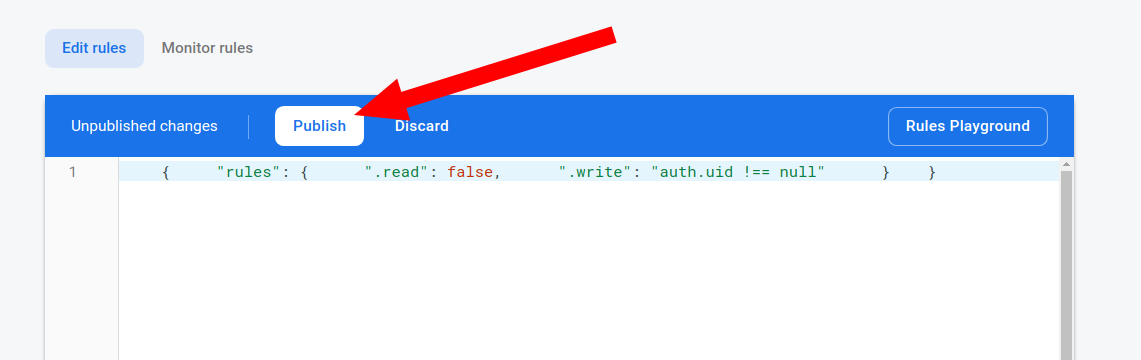 Edit rules Monitor rules
Unpublished changes Publish Discard Rules Playground
1 { "rules": { ".read": false, ".write": "auth.uid !== null" } }